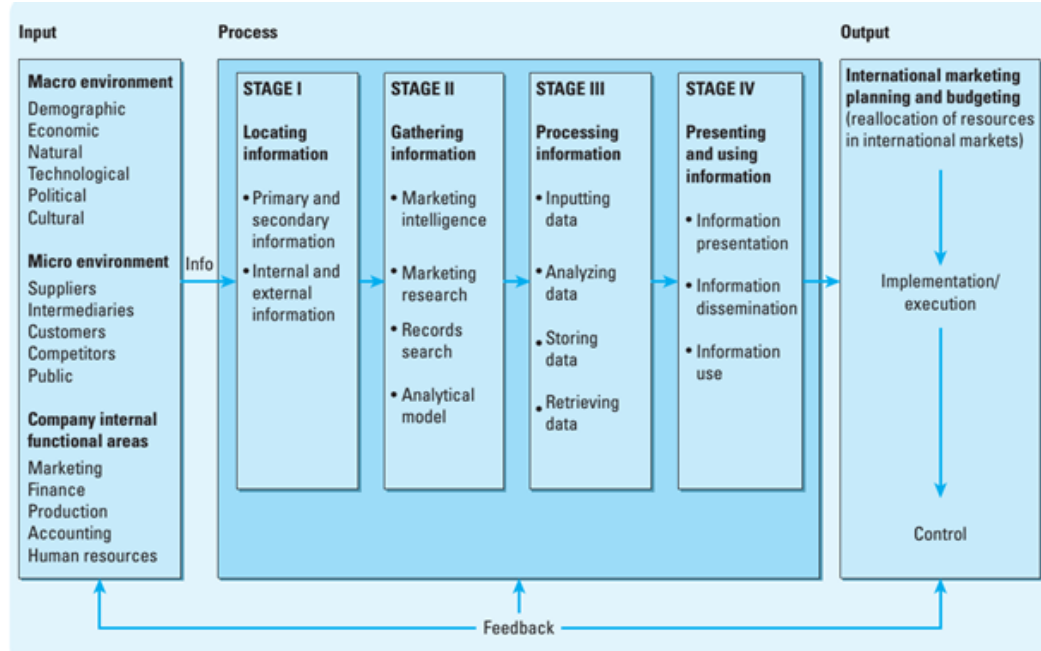 Input
Process
Output
Macro environment
Demographic
Economic
Natural
Technological
Political
Cultural
Micro environment
Suppliers
Intermediaries
Customers
Competitors
Public
Company internal
functional areas
Marketing
Finance
Production
Accounting
Human resources
Info
STAGE I
Locating
information
• Primary and
secondary
information
• Internal and
external
information
STAGE II
Gathering
information
• Marketing
intelligence
• Marketing
research
• Records
search
• Analytical
model
STAGE III
Processing
information
• Inputting
data
• Analyzing
data
• Storing
data
• Retrieving
data
STAGE IV
Presenting
and using
information
• Information
presentation
• Information
dissemination
• Information
use
International marketing
planning and budgeting
(reallocation of resources
in international markets)
Implementation/
execution
Control
Feedback